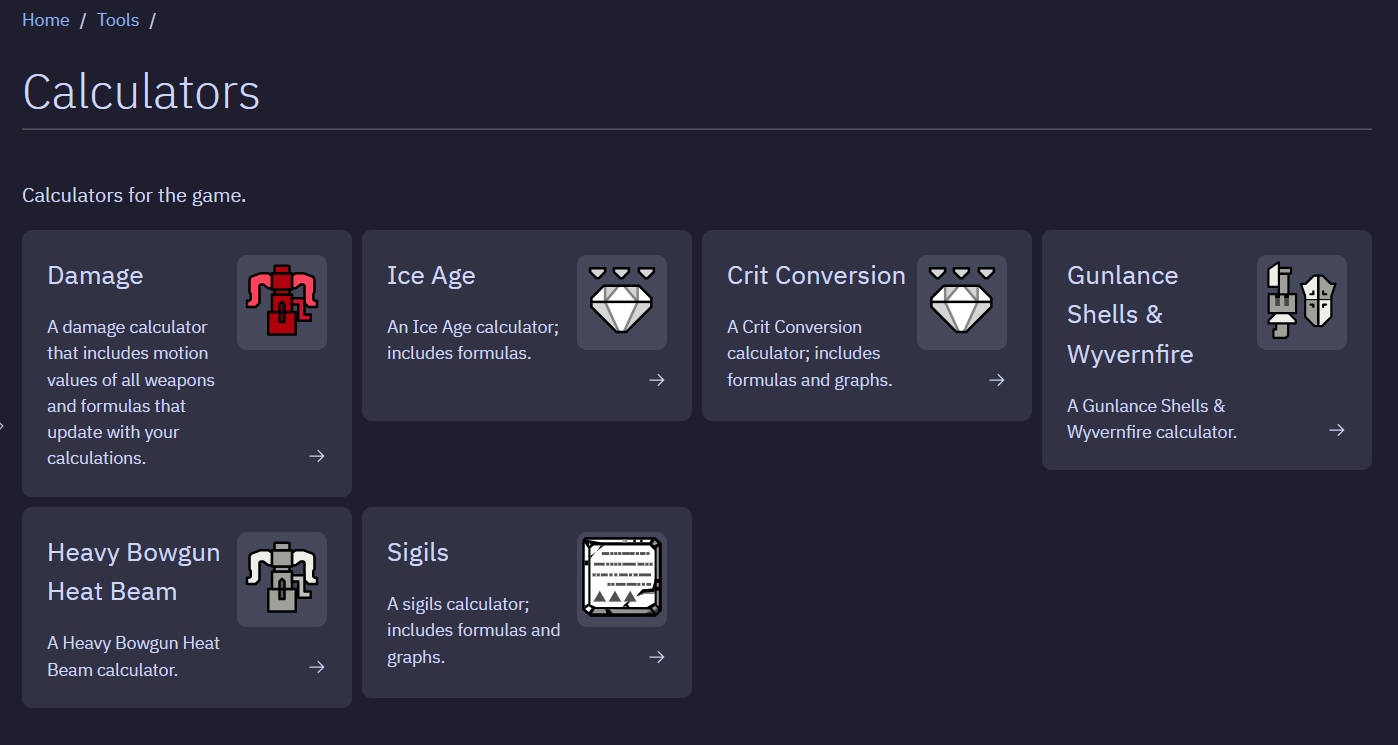 Home / Tools /
Calculators
Calculators for the game.
Damage
A damage calculator
that includes motion
values of all weapons
and formulas that
update with your
calculations.
Ice Age
An Ice Age calculator;
includes formulas.
Crit Conversion
A Crit Conversion
calculator; includes
formulas and graphs.
Gunlance
Shells &
Wyvernfire
A Gunlance Shells &
Wyvernfire calculator.
Heavy Bowgun
Heat Beam
A Heavy Bowgun Heat
Beam calculator.
Sigils
A sigils calculator;
includes formulas and
graphs.